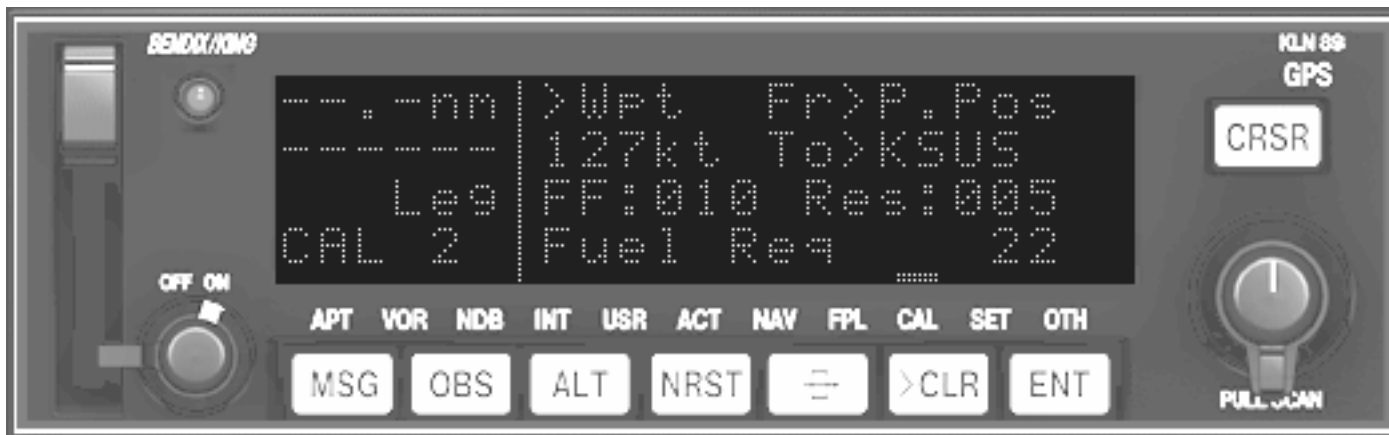 BENDIX/KING
KLN 89
GPS
--.-nm >Wpt Fr>P.Pos
------ 127kt To>KSUS
Leg FF:010 Res:005
CAL 2 Fuel Req 22
CRSR
OFF ON
APT VOR NDB INT USR ACT NAV FPL CAL SET OTH
MSG OBS ALT NRST >CLR ENT
PULL SCAN